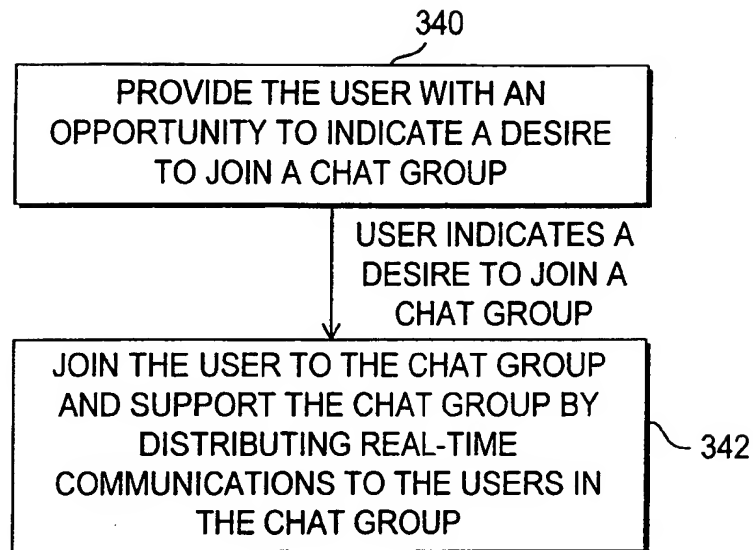 340
PROVIDE THE USER WITH AN
OPPORTUNITY TO INDICATE A DESIRE
TO JOIN A CHAT GROUP
USER INDICATES A
DESIRE TO JOIN A
CHAT GROUP
JOIN THE USER TO THE CHAT GROUP
AND SUPPORT THE CHAT GROUP BY
DISTRIBUTING REAL-TIME
COMMUNICATIONS TO THE USERS IN
THE CHAT GROUP
342